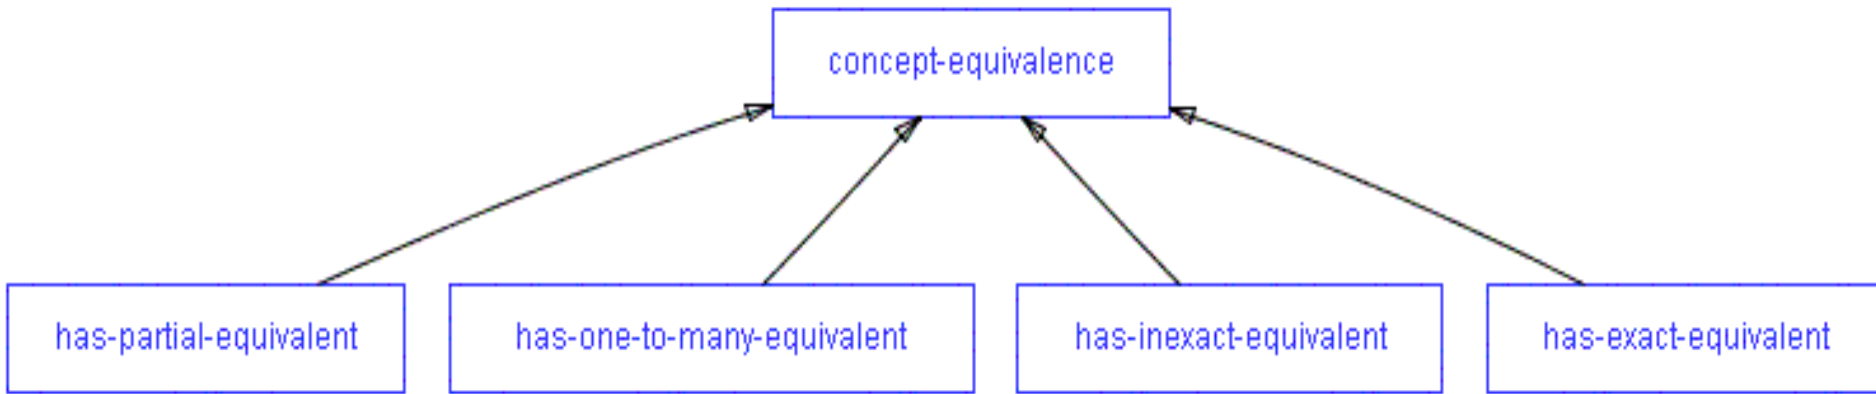 concept-equivalence
has-partial-equivalent
has-one-to-many-equivalent
has-inexact-equivalent
has-exact-equivalent